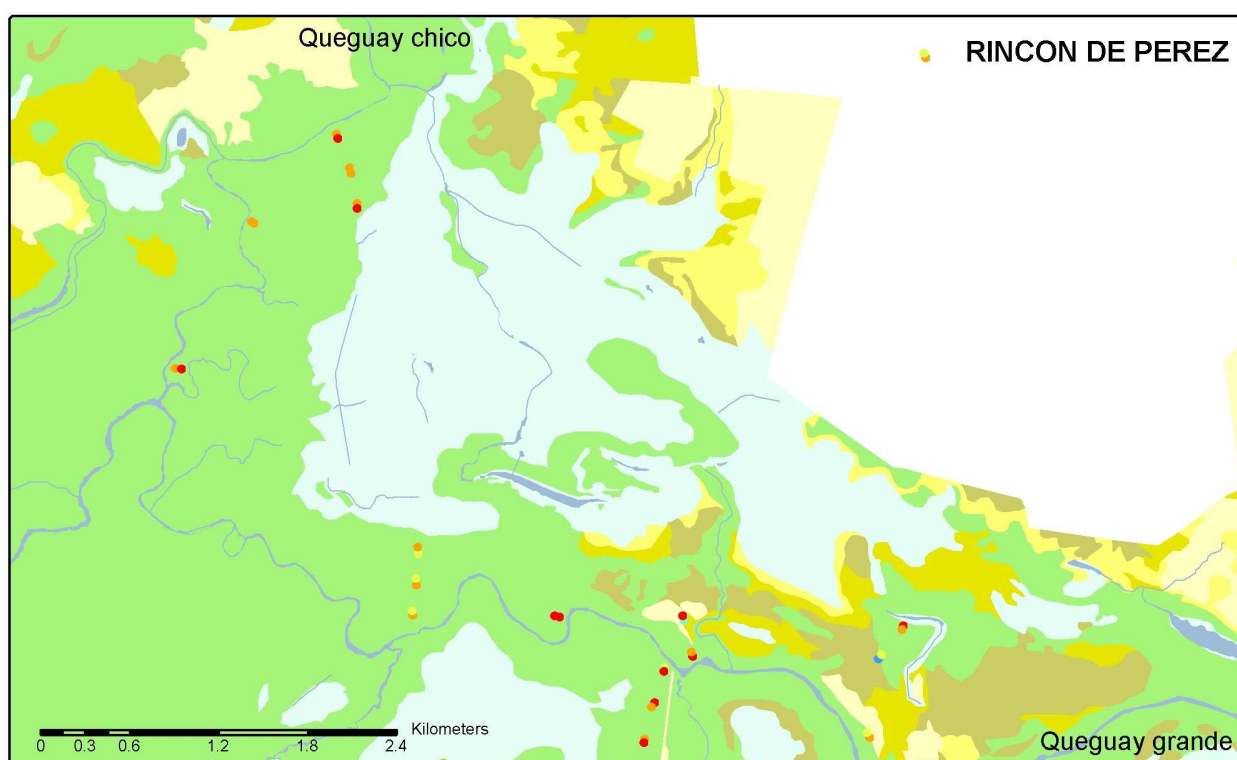 Queguay chico
RINCON DE PEREZ
Kilometers
0 0.3 0.6 1.2 1.8 2.4
Queguay grande